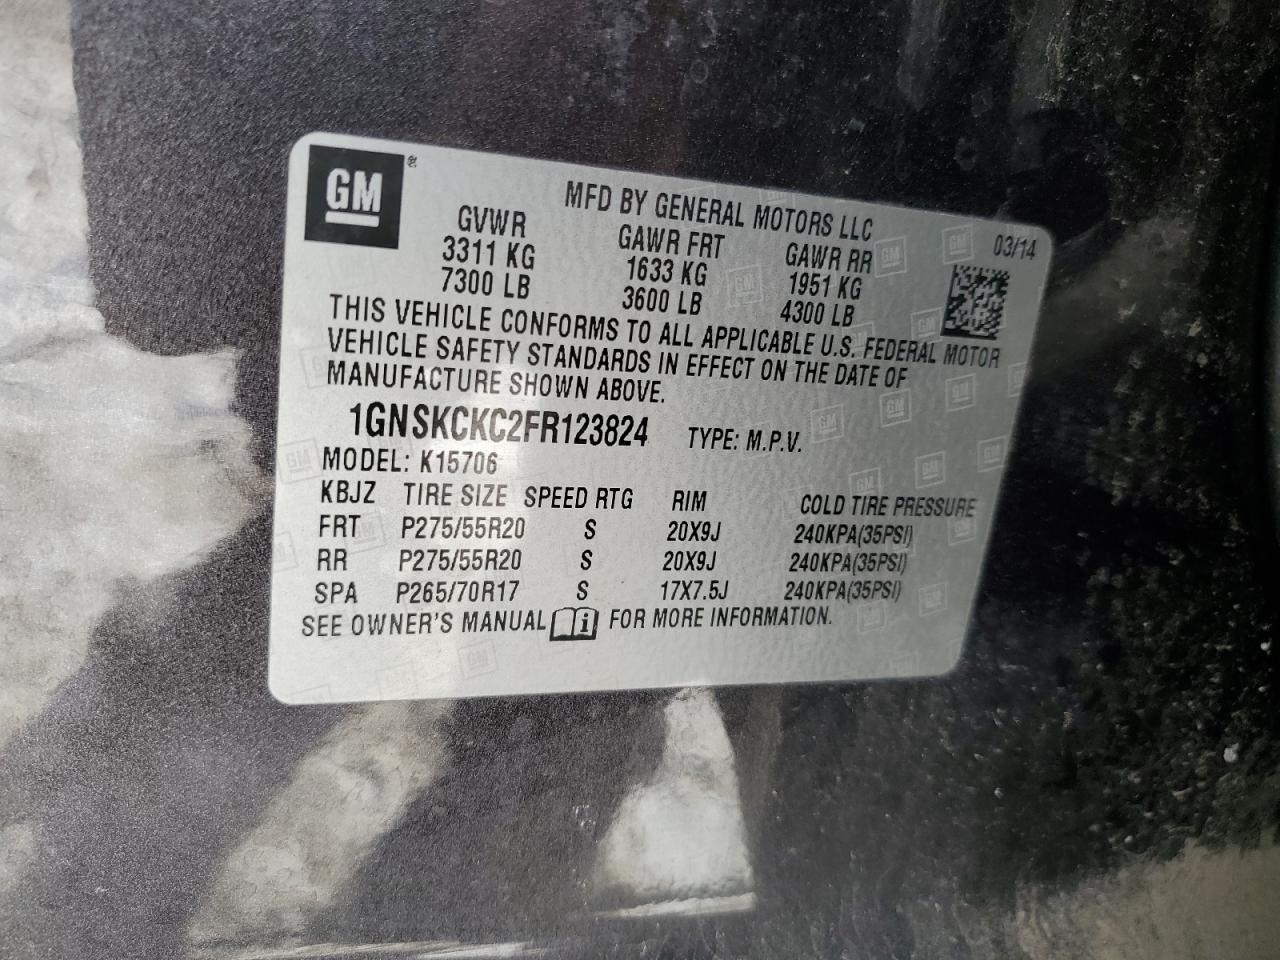 GM®
MFD BY GENERAL MOTORS LLC
03/14
GVWR GAWR FRT GAWR RR
3311 KG 1633 KG 1951 KG
7300 LB 3600 LB 4300 LB
THIS VEHICLE CONFORMS TO ALL APPLICABLE U.S. FEDERAL MOTOR
VEHICLE SAFETY STANDARDS IN EFFECT ON THE DATE OF
MANUFACTURE SHOWN ABOVE.
1GNSKCKC2FR123824 TYPE: M.P.V.
MODEL: K15706
KBJZ TIRE SIZE SPEED RTG RIM COLD TIRE PRESSURE
FRT P275/55R20 S 20X9J 240KPA(35PSI)
RR P275/55R20 S 20X9J 240KPA(35PSI)
SPA P265/70R17 S 17X7.5J 240KPA(35PSI)
SEE OWNER'S MANUAL i FOR MORE INFORMATION.